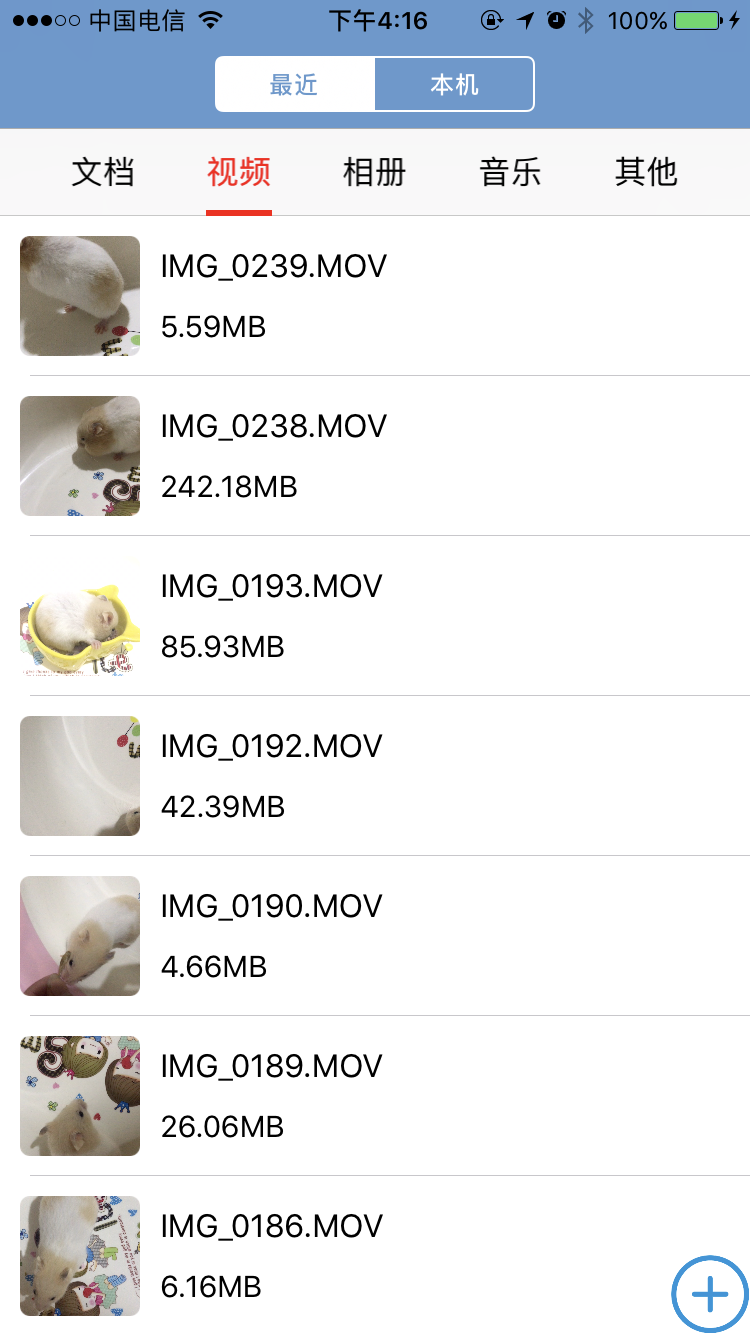 中国电信 下午4:16 100%
最近 本机
文档 视频 相册 音乐 其他
IMG_0239.MOV
5.59MB
IMG_0238.MOV
242.18MB
IMG_0193.MOV
85.93MB
IMG_0192.MOV
42.39MB
IMG_0190.MOV
4.66MB
IMG_0189.MOV
26.06MB
IMG_0186.MOV
6.16MB